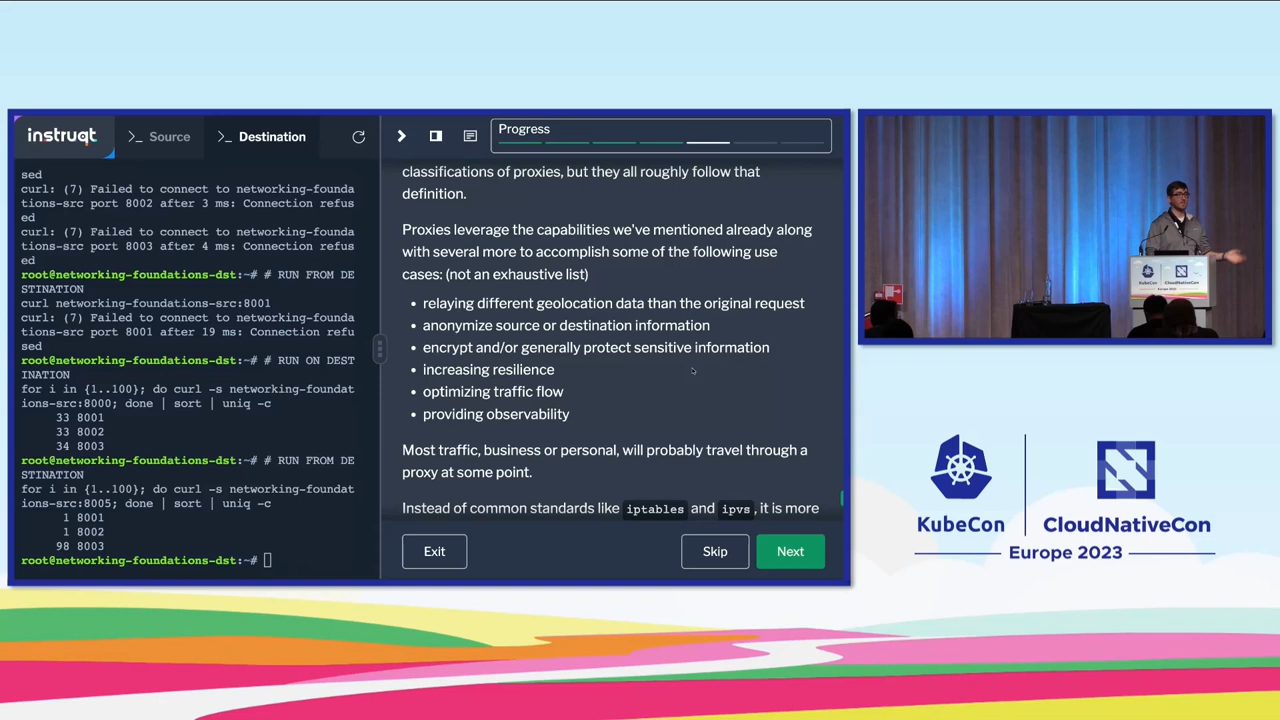 instruqt
>_ Source
>_ Destination
sed
curl: (7) Failed to connect to networking-founda
tions-src port 8002 after 3 ms: Connection refus
ed
curl: (7) Failed to connect to networking-founda
tions-src port 8003 after 4 ms: Connection refus
ed
root@networking-foundations-dst:~# # RUN FROM DE
STINATION
curl networking-foundations-src:8001
curl: (7) Failed to connect to networking-founda
tions-src port 8001 after 19 ms: Connection refu
sed
root@networking-foundations-dst:~# # RUN ON DEST
INATION
for i in {1..100}; do curl -s networking-foundat
ions-src:8000; done | sort | uniq -c
33 8001
33 8002
34 8003
root@networking-foundations-dst:~# # RUN FROM DE
STINATION
for i in {1..100}; do curl -s networking-foundat
ions-src:8005; done | sort | uniq -c
1 8001
1 8002
98 8003
root@networking-foundations-dst:~#
Progress
classifications of proxies, but they all roughly follow that
definition.
Proxies leverage the capabilities we've mentioned already along
with several more to accomplish some of the following use
cases: (not an exhaustive list)
• relaying different geolocation data than the original request
• anonymize source or destination information
• encrypt and/or generally protect sensitive information
• increasing resilience
• optimizing traffic flow
• providing observability
Most traffic, business or personal, will probably travel through a
proxy at some point.
Instead of common standards like iptables and ipvs, it is more
Exit
Skip
Next
KubeCon
CloudNativeCon
Europe 2023